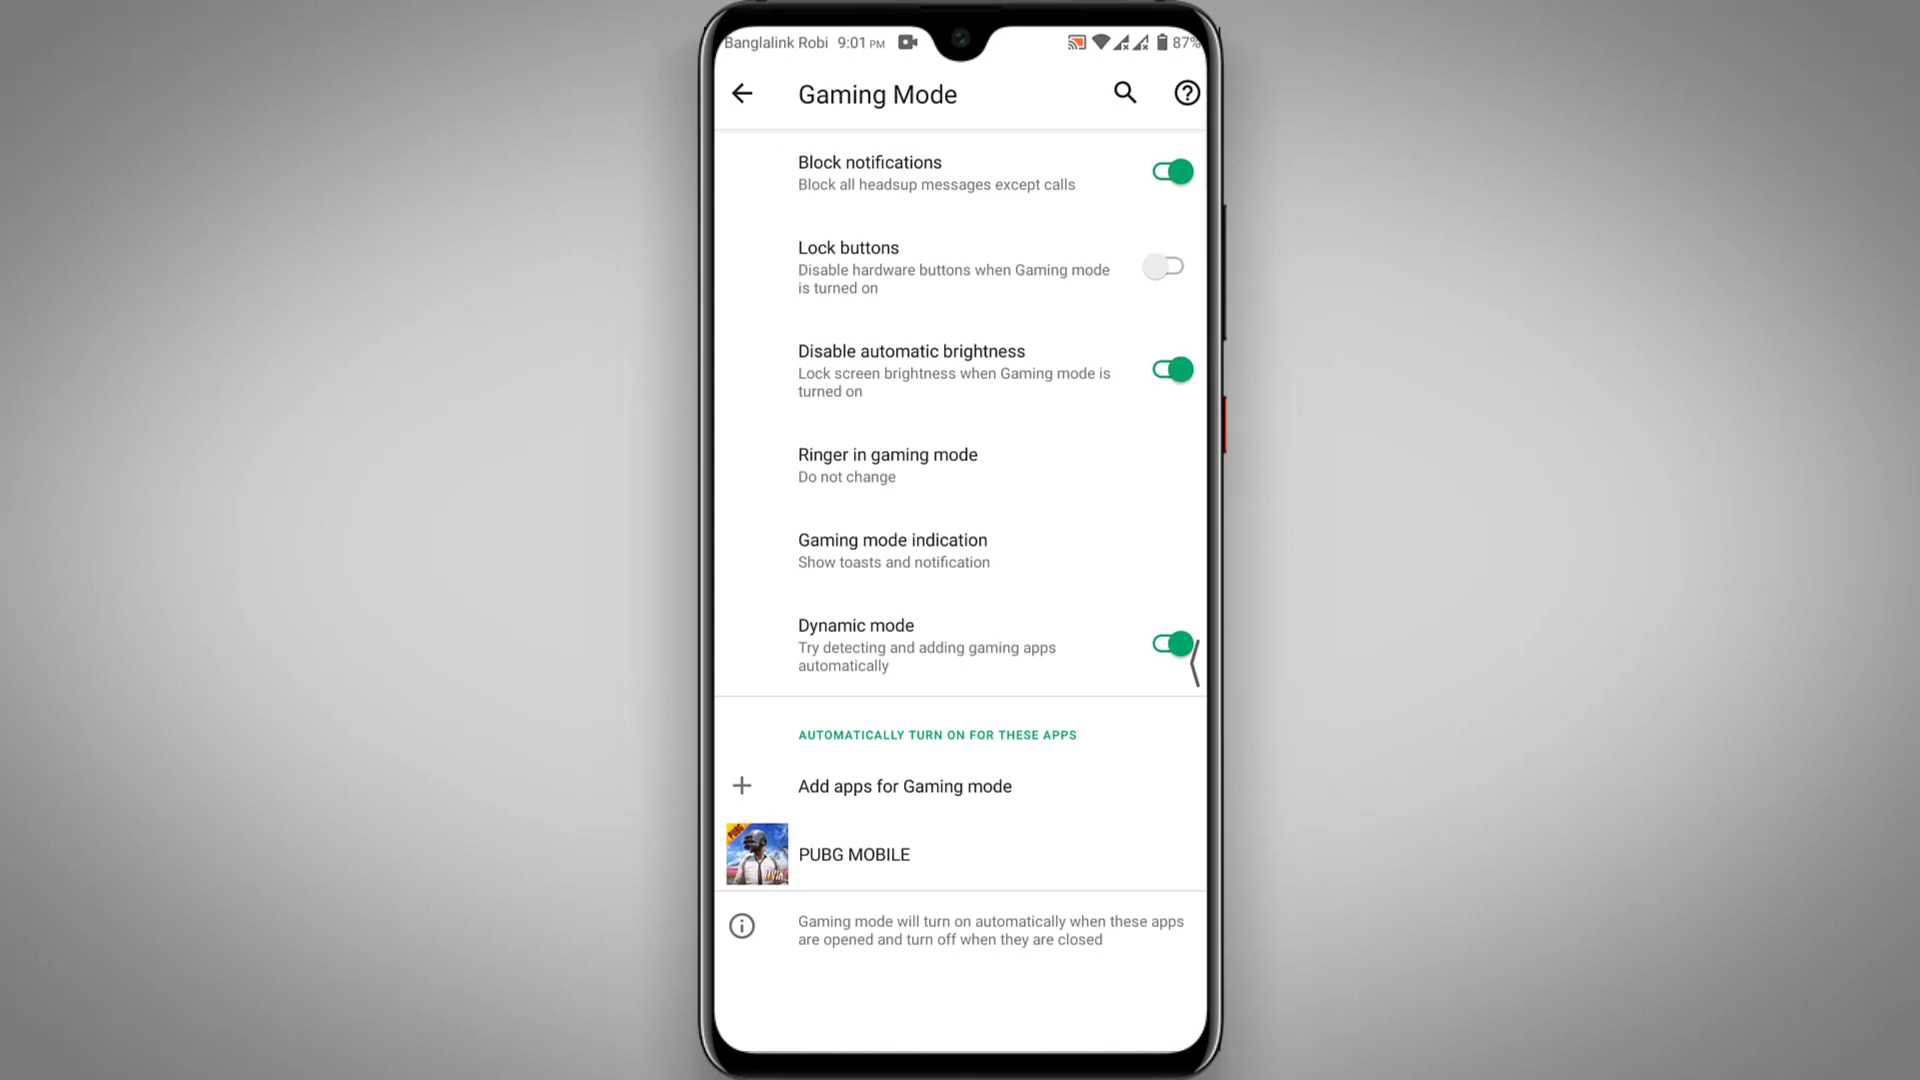 Banglalink Robi 9:01 PM 87%
Gaming Mode
Block notifications
Block all headsup messages except calls
Lock buttons
Disable hardware buttons when Gaming mode
is turned on
Disable automatic brightness
Lock screen brightness when Gaming mode is
turned on
Ringer in gaming mode
Do not change
Gaming mode indication
Show toasts and notification
Dynamic mode
Try detecting and adding gaming apps
automatically
AUTOMATICALLY TURN ON FOR THESE APPS
Add apps for Gaming mode
PUBG
PUBG MOBILE
Gaming mode will turn on automatically when these apps
are opened and turn off when they are closed